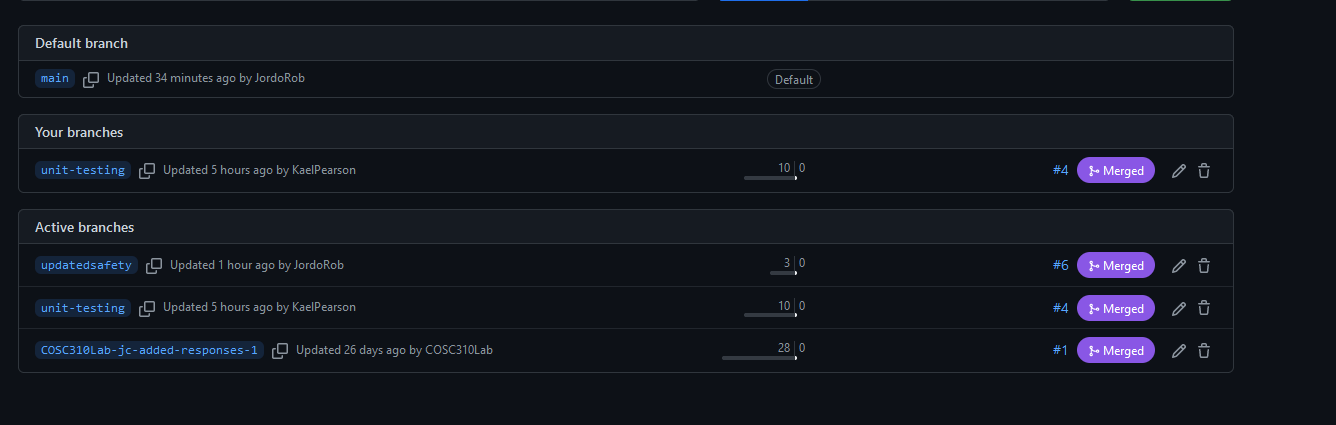 Default branch
main Updated 34 minutes ago by JordoRob Default
Your branches
unit-testing Updated 5 hours ago by KaelPearson 10 0 #4 Merged
Active branches
updatedsafety Updated 1 hour ago by JordoRob 3 0 #6 Merged
unit-testing Updated 5 hours ago by KaelPearson 10 0 #4 Merged
COSC310Lab-jc-added-responses-1 Updated 26 days ago by COSC310Lab 28 0 #1 Merged